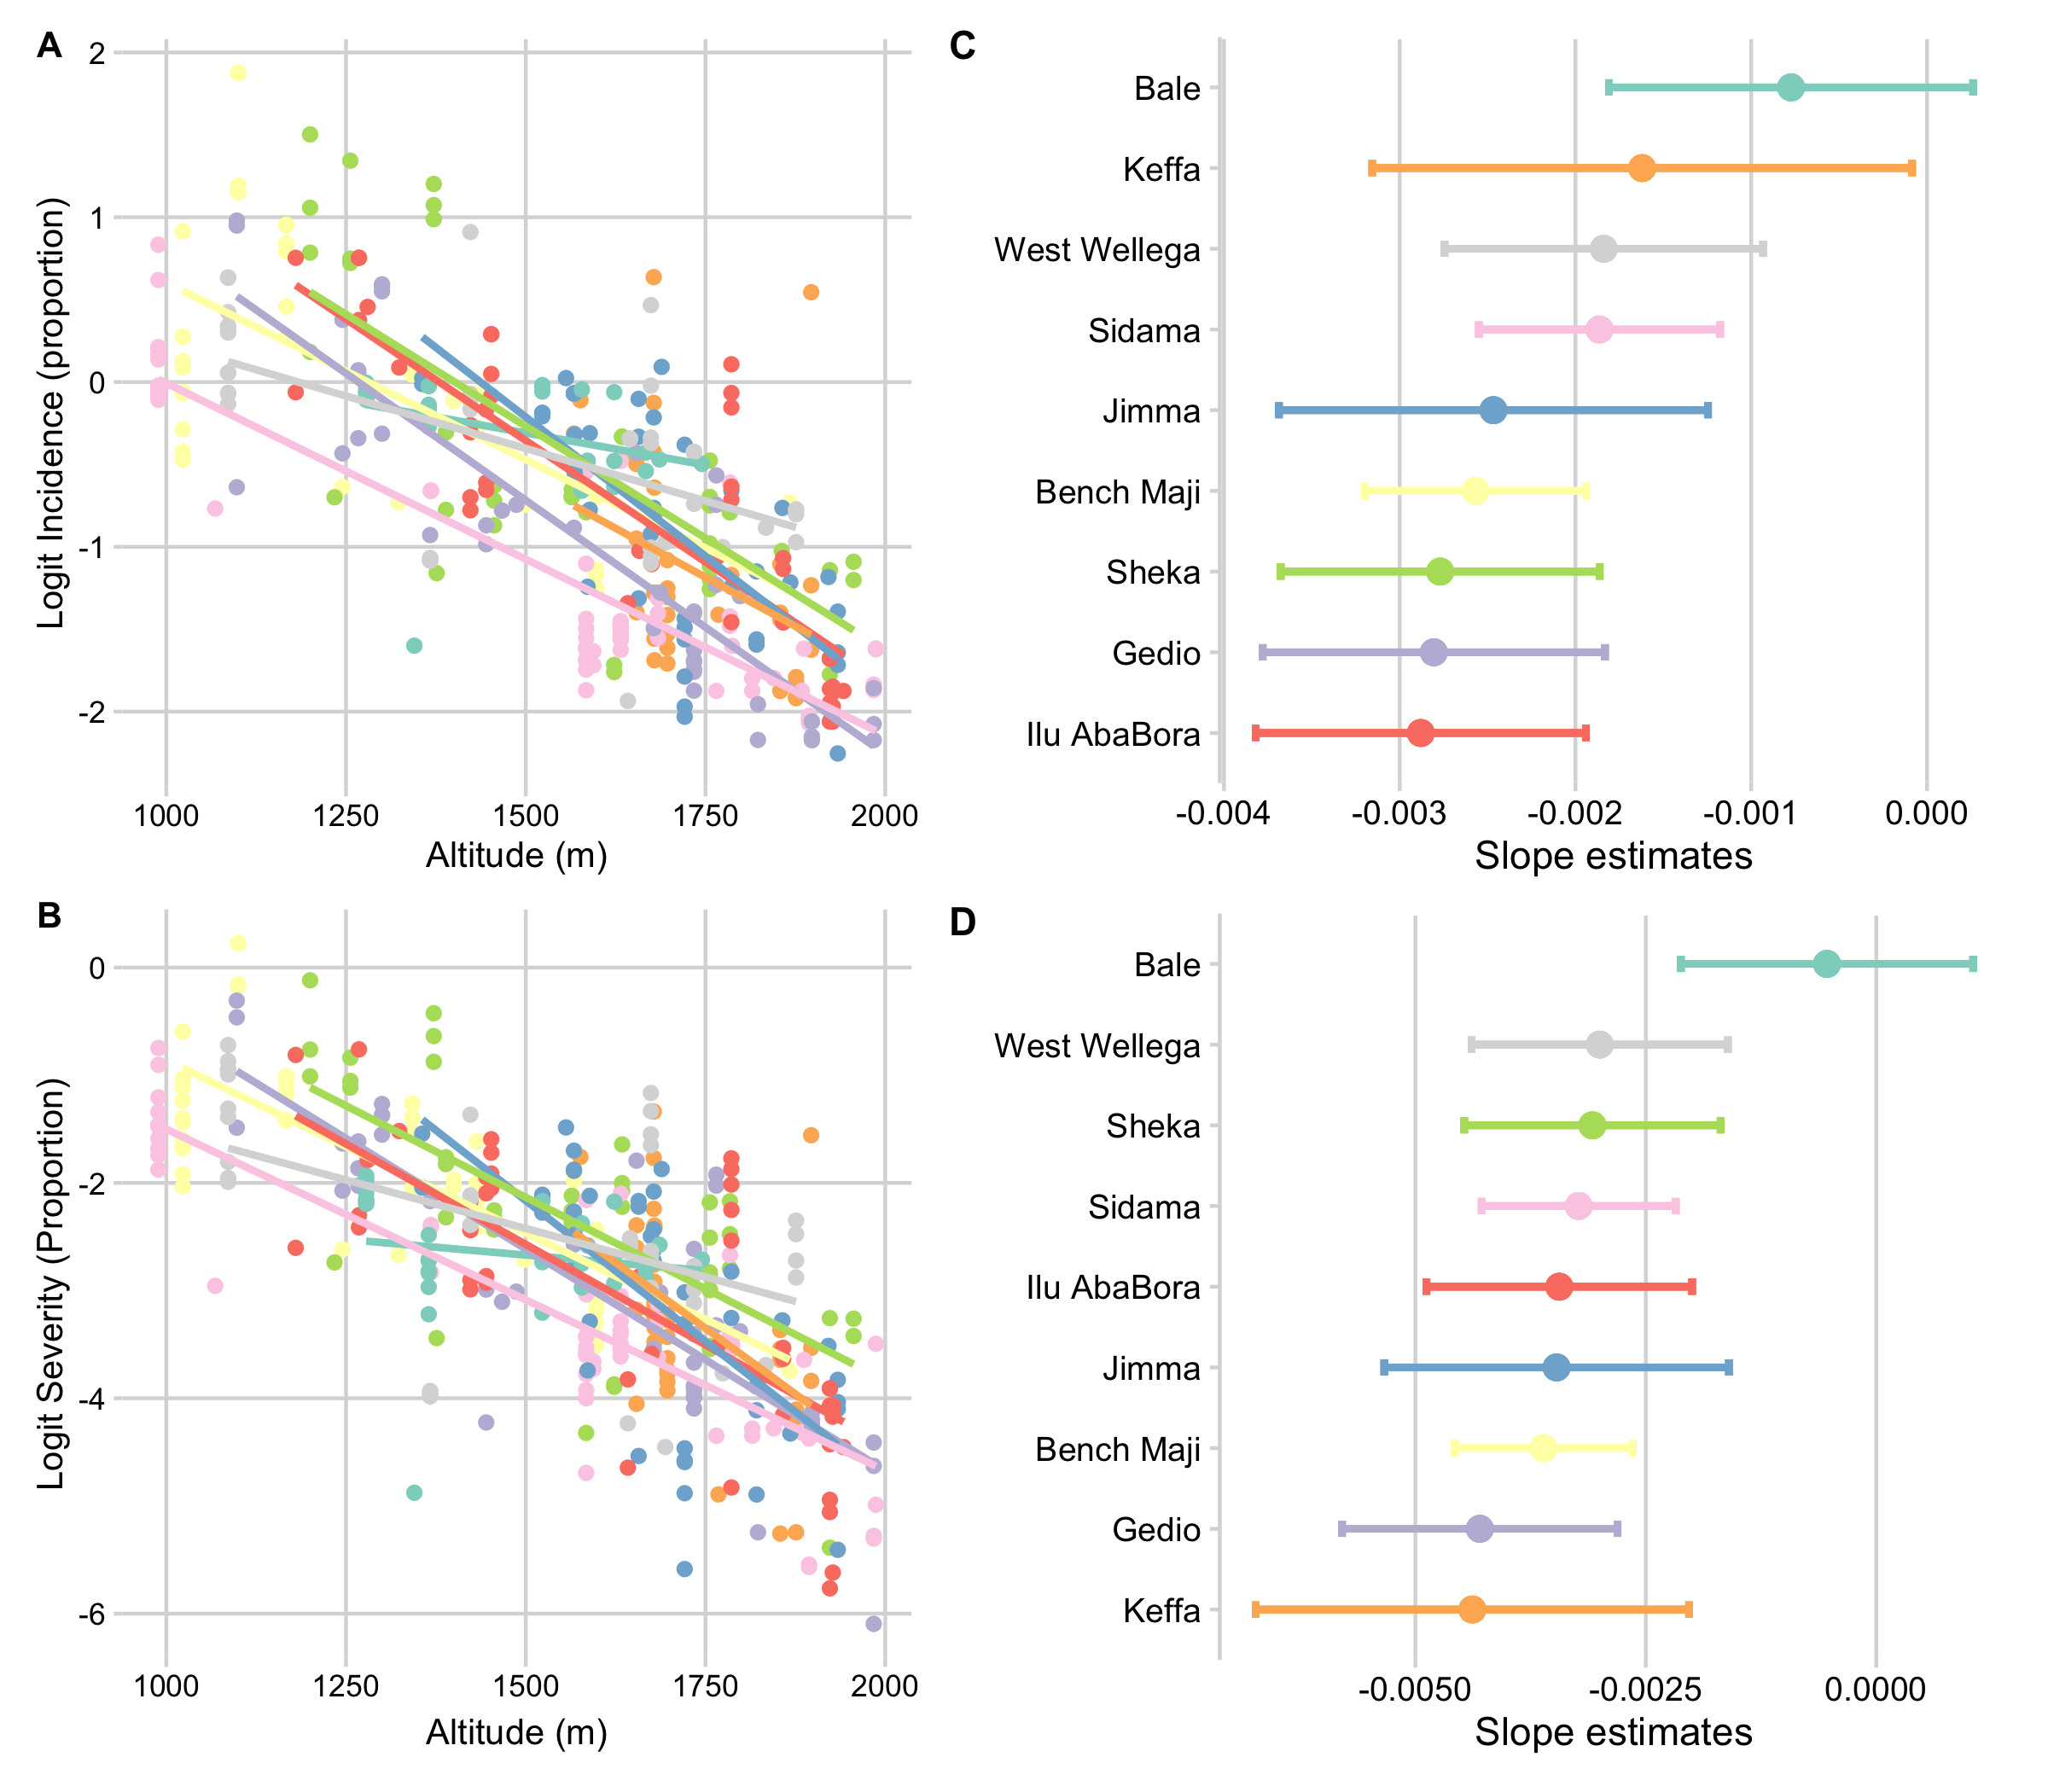 A
2
1
0
-1
-2
Logit Incidence (proportion)
1000 1250 1500 1750 2000
Altitude (m)
C
Bale
Keffa
West Wellega
Sidama
Jimma
Bench Maji
Sheka
Gedio
Ilu AbaBora
-0.004 -0.003 -0.002 -0.001 0.000
Slope estimates
B
0
-2
-4
-6
Logit Severity (Proportion)
1000 1250 1500 1750 2000
Altitude (m)
D
Bale
West Wellega
Sheka
Sidama
Ilu AbaBora
Jimma
Bench Maji
Gedio
Keffa
-0.0050 -0.0025 0.0000
Slope estimates